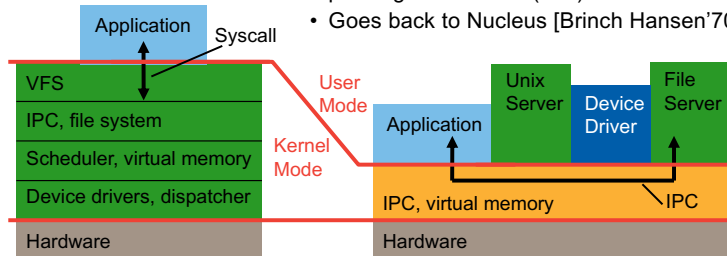 • Goes back to Nucleus [Brinch Hansen'70
Application
Syscall
VFS
IPC, file system
Scheduler, virtual memory
Device drivers, dispatcher
Hardware
User
Mode
Kernel
Mode
Application
Unix
Server
Device
Driver
File
Server
IPC, virtual memory
IPC
Hardware